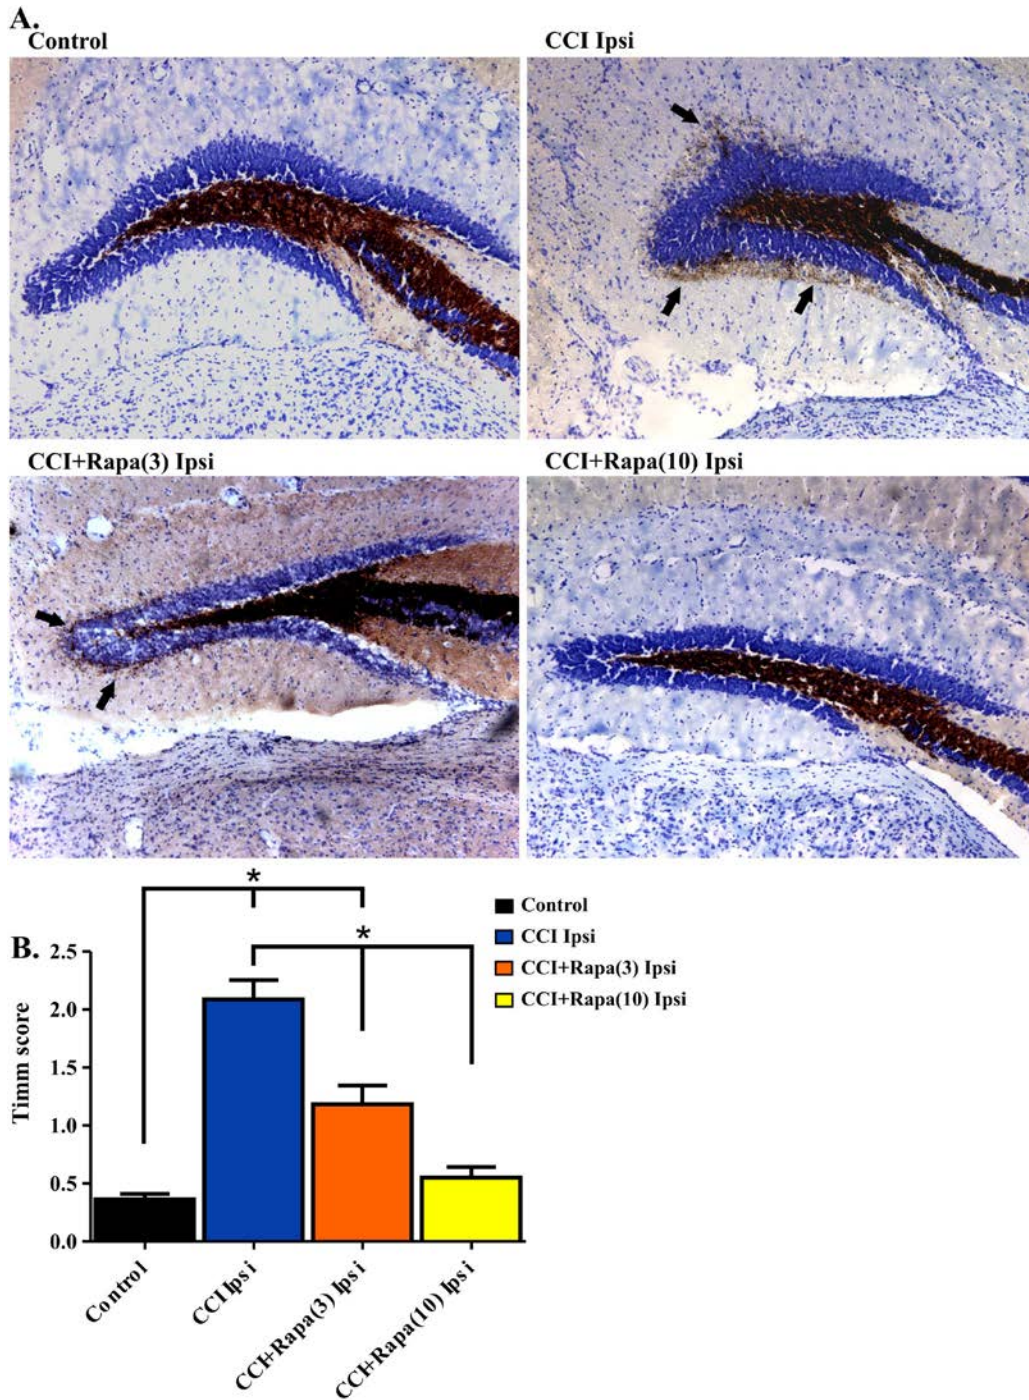 A.
Control
CCI Ipsi
CCI+Rapa(3) Ipsi
CCI+Rapa(10) Ipsi
B.
*
*
Control
CCI Ipsi
CCI+Rapa(3) Ipsi
CCI+Rapa(10) Ipsi
Timm score
2.5
2.0
1.5
1.0
0.5
0.0
Control
CCI Ipsi
CCI+Rapa(3) Ipsi
CCI+Rapa(10) Ipsi